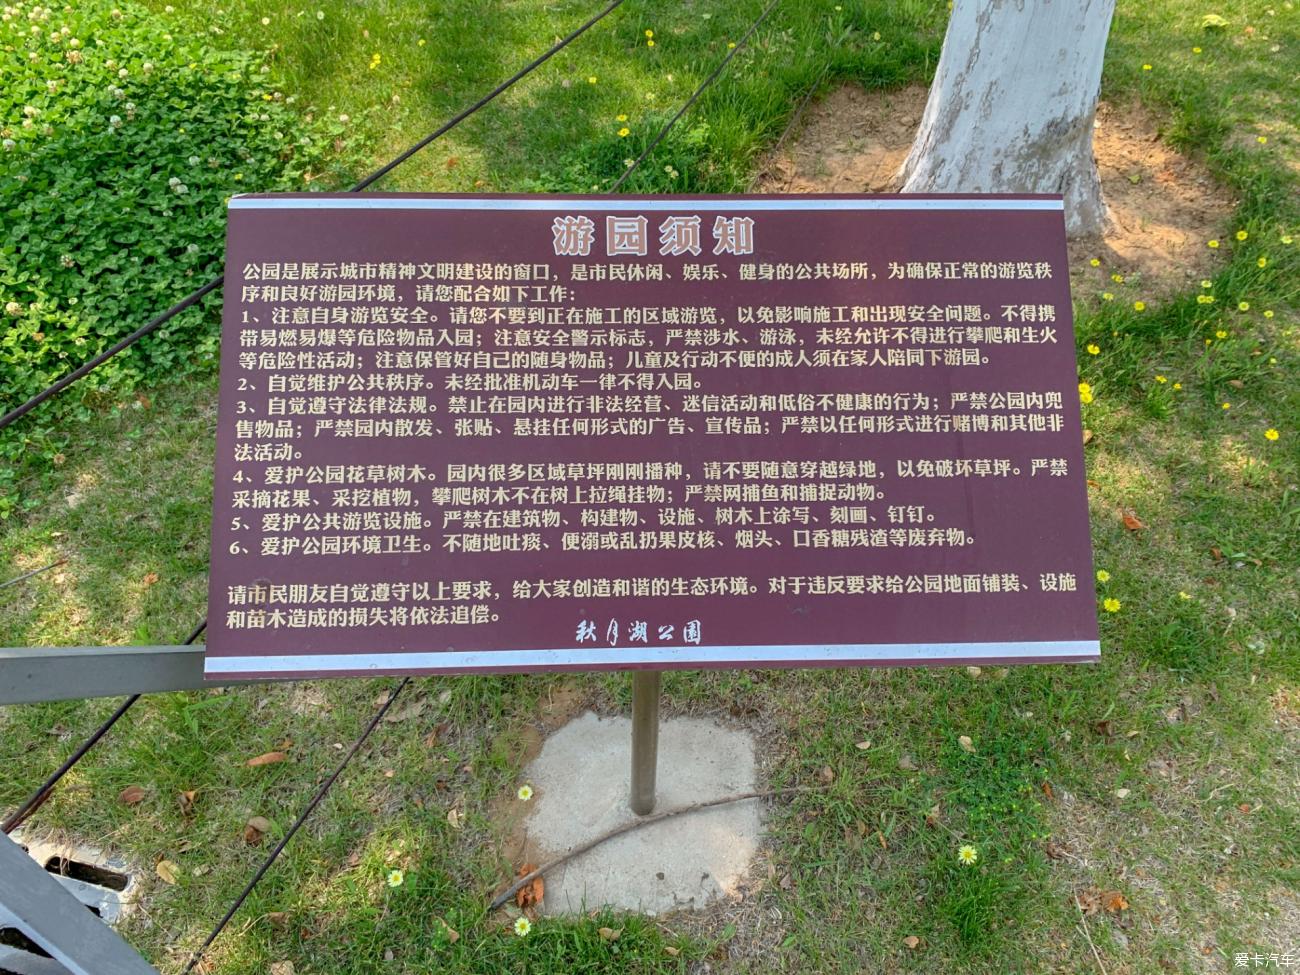 游园须知
公园是展示城市精神文明建设的窗口，是市民休闲、娱乐、健身的公共场所，为确保正常的游览秩
序和良好游园环境，请您配合如下工作：
1、注意自身游览安全。请您不要到正在施工的区域游览，以免影响施工和出现安全问题。不得携
带易燃易爆等危险物品入园；注意安全警示标志，严禁涉水、游泳，未经允许不得进行攀爬和生火
等危险性活动；注意保管好自己的随身物品；儿童及行动不便的成人须在家人陪同下游园。
2、自觉维护公共秩序。未经批准机动车一律不得入园。
3、自觉遵守法律法规。禁止在园内进行非法经营、迷信活动和低俗不健康的行为；严禁公园内兜
售物品；严禁园内散发、张贴、悬挂任何形式的广告、宣传品；严禁以任何形式进行赌博和其他非
法活动。
4、爱护公园花草树木。园内很多区域草坪刚刚播种，请不要随意穿越绿地，以免破坏草坪。严禁
采摘花果、采挖植物，攀爬树木不在树上拉绳挂物；严禁网捕鱼和捕捉动物。
5、爱护公共游览设施。严禁在建筑物、构建物、设施、树木上涂写、刻画、钉钉。
6、爱护公园环境卫生。不随地吐痰、便溺或乱扔果皮核、烟头、口香糖残渣等废弃物。
请市民朋友自觉遵守以上要求，给大家创造和谐的生态环境。对于违反要求给公园地面铺装、设施
和苗木造成的损失将依法追偿。
秋月湖公園
爱卡汽车